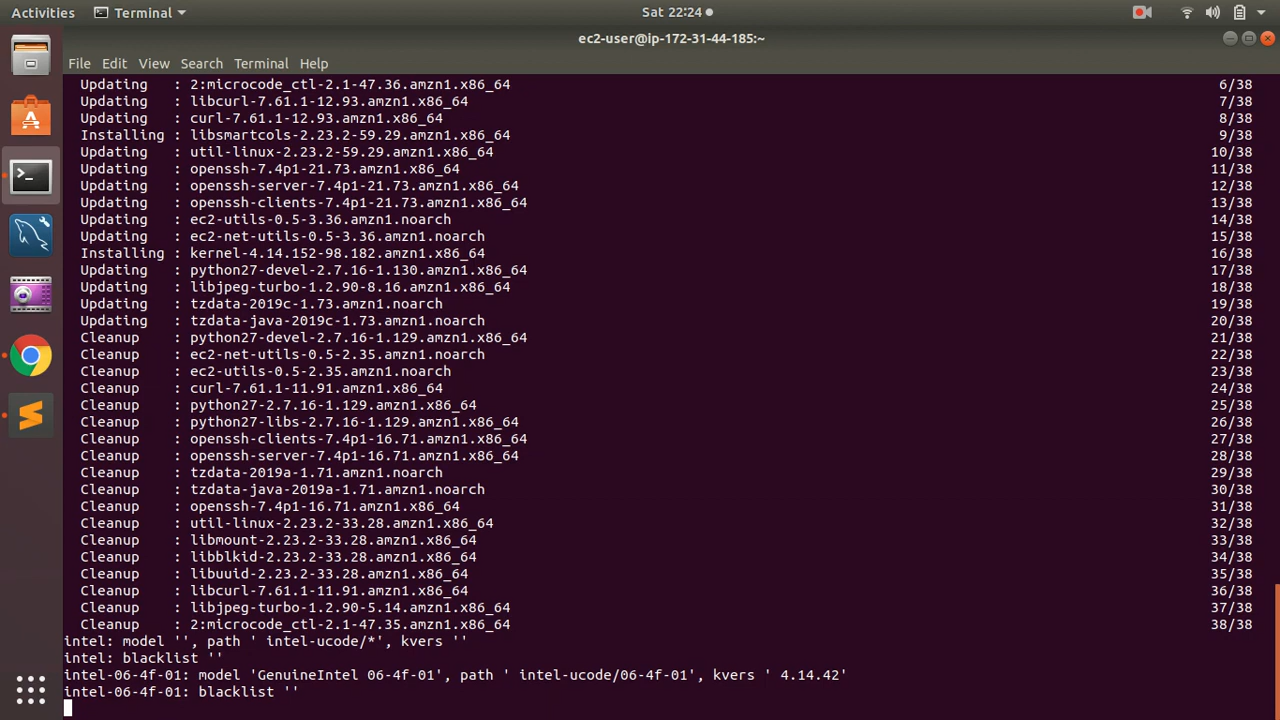 Activities Terminal Sat 22:24
ec2-user@ip-172-31-44-185:~
File Edit View Search Terminal Help
Updating : 2:microcode_ctl-2.1-47.36.amzn1.x86_64 6/38
Updating : libcurl-7.61.1-12.93.amzn1.x86_64 7/38
Updating : curl-7.61.1-12.93.amzn1.x86_64 8/38
Installing : libsmartcols-2.23.2-59.29.amzn1.x86_64 9/38
Updating : util-linux-2.23.2-59.29.amzn1.x86_64 10/38
Updating : openssh-7.4p1-21.73.amzn1.x86_64 11/38
Updating : openssh-server-7.4p1-21.73.amzn1.x86_64 12/38
Updating : openssh-clients-7.4p1-21.73.amzn1.x86_64 13/38
Updating : ec2-utils-0.5-3.36.amzn1.noarch 14/38
Updating : ec2-net-utils-0.5-3.36.amzn1.noarch 15/38
Installing : kernel-4.14.152-98.182.amzn1.x86_64 16/38
Updating : python27-devel-2.7.16-1.130.amzn1.x86_64 17/38
Updating : libjpeg-turbo-1.2.90-8.16.amzn1.x86_64 18/38
Updating : tzdata-2019c-1.73.amzn1.noarch 19/38
Updating : tzdata-java-2019c-1.73.amzn1.noarch 20/38
Cleanup : python27-devel-2.7.16-1.129.amzn1.x86_64 21/38
Cleanup : ec2-net-utils-0.5-2.35.amzn1.noarch 22/38
Cleanup : ec2-utils-0.5-2.35.amzn1.noarch 23/38
Cleanup : curl-7.61.1-11.91.amzn1.x86_64 24/38
Cleanup : python27-2.7.16-1.129.amzn1.x86_64 25/38
Cleanup : python27-libs-2.7.16-1.129.amzn1.x86_64 26/38
Cleanup : openssh-clients-7.4p1-16.71.amzn1.x86_64 27/38
Cleanup : openssh-server-7.4p1-16.71.amzn1.x86_64 28/38
Cleanup : tzdata-2019a-1.71.amzn1.noarch 29/38
Cleanup : tzdata-java-2019a-1.71.amzn1.noarch 30/38
Cleanup : openssh-7.4p1-16.71.amzn1.x86_64 31/38
Cleanup : util-linux-2.23.2-33.28.amzn1.x86_64 32/38
Cleanup : libmount-2.23.2-33.28.amzn1.x86_64 33/38
Cleanup : libblkid-2.23.2-33.28.amzn1.x86_64 34/38
Cleanup : libuuid-2.23.2-33.28.amzn1.x86_64 35/38
Cleanup : libcurl-7.61.1-11.91.amzn1.x86_64 36/38
Cleanup : libjpeg-turbo-1.2.90-5.14.amzn1.x86_64 37/38
Cleanup : 2:microcode_ctl-2.1-47.35.amzn1.x86_64 38/38
intel: model '', path ' intel-ucode/*', kvers ''
intel: blacklist ''
intel-06-4f-01: model 'GenuineIntel 06-4f-01', path ' intel-ucode/06-4f-01', kvers ' 4.14.42'
intel-06-4f-01: blacklist ''